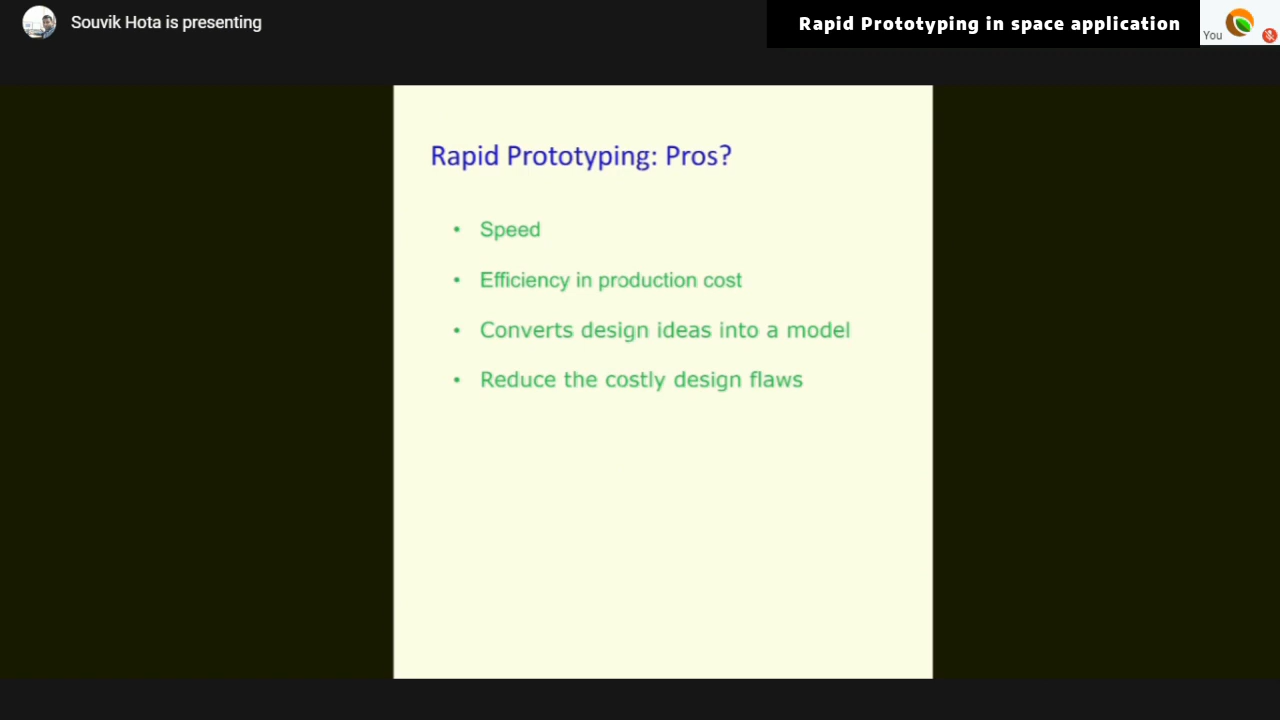 Souvik Hota is presenting
Rapid Prototyping in space application
You
Rapid Prototyping: Pros?
• Speed
• Efficiency in production cost
• Converts design ideas into a model
• Reduce the costly design flaws